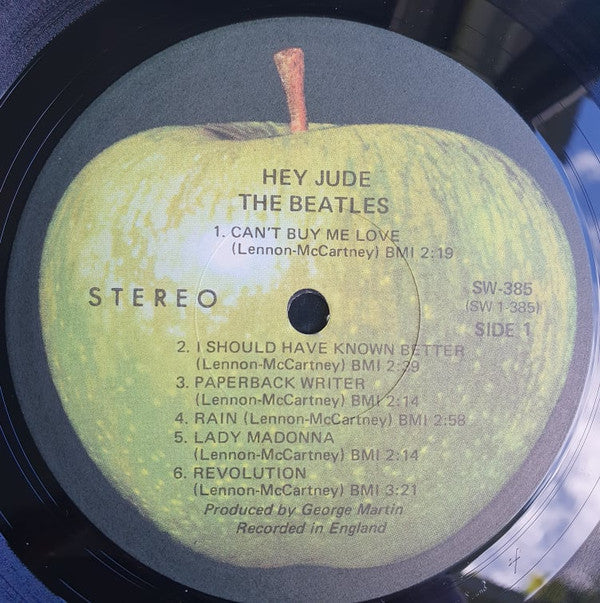 HEY JUDE
THE BEATLES
1. CAN'T BUY ME LOVE
(Lennon-McCartney) BMI 2:19
STEREO
SW-385
(SW 1-385)
SIDE 1
2. I SHOULD HAVE KNOWN BETTER
(Lennon-McCartney) BMI 2:39
3. PAPERBACK WRITER
(Lennon-McCartney) BMI 2:14
4. RAIN (Lennon-McCartney) BMI 2:58
5. LADY MADONNA
(Lennon-McCartney) BMI 2:14
6. REVOLUTION
(Lennon-McCartney) BMI 3:21
Produced by George Martin
Recorded in England